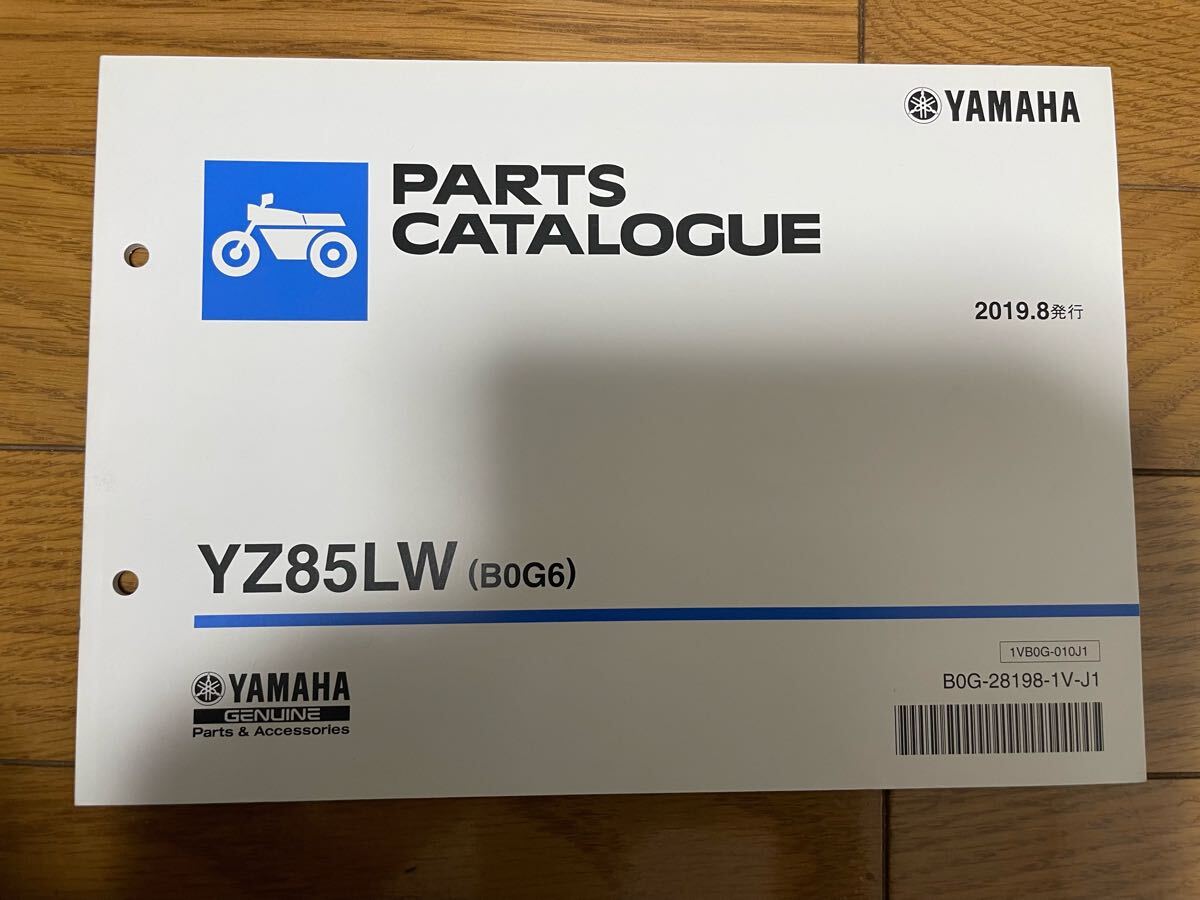 YAMAHA
PARTS
CATALOGUE
2019.8発行
YZ85LW (B0G6)
1VB0G-010J1
B0G-28198-1V-J1
YAMAHA
GENUINE
Parts & Accessories